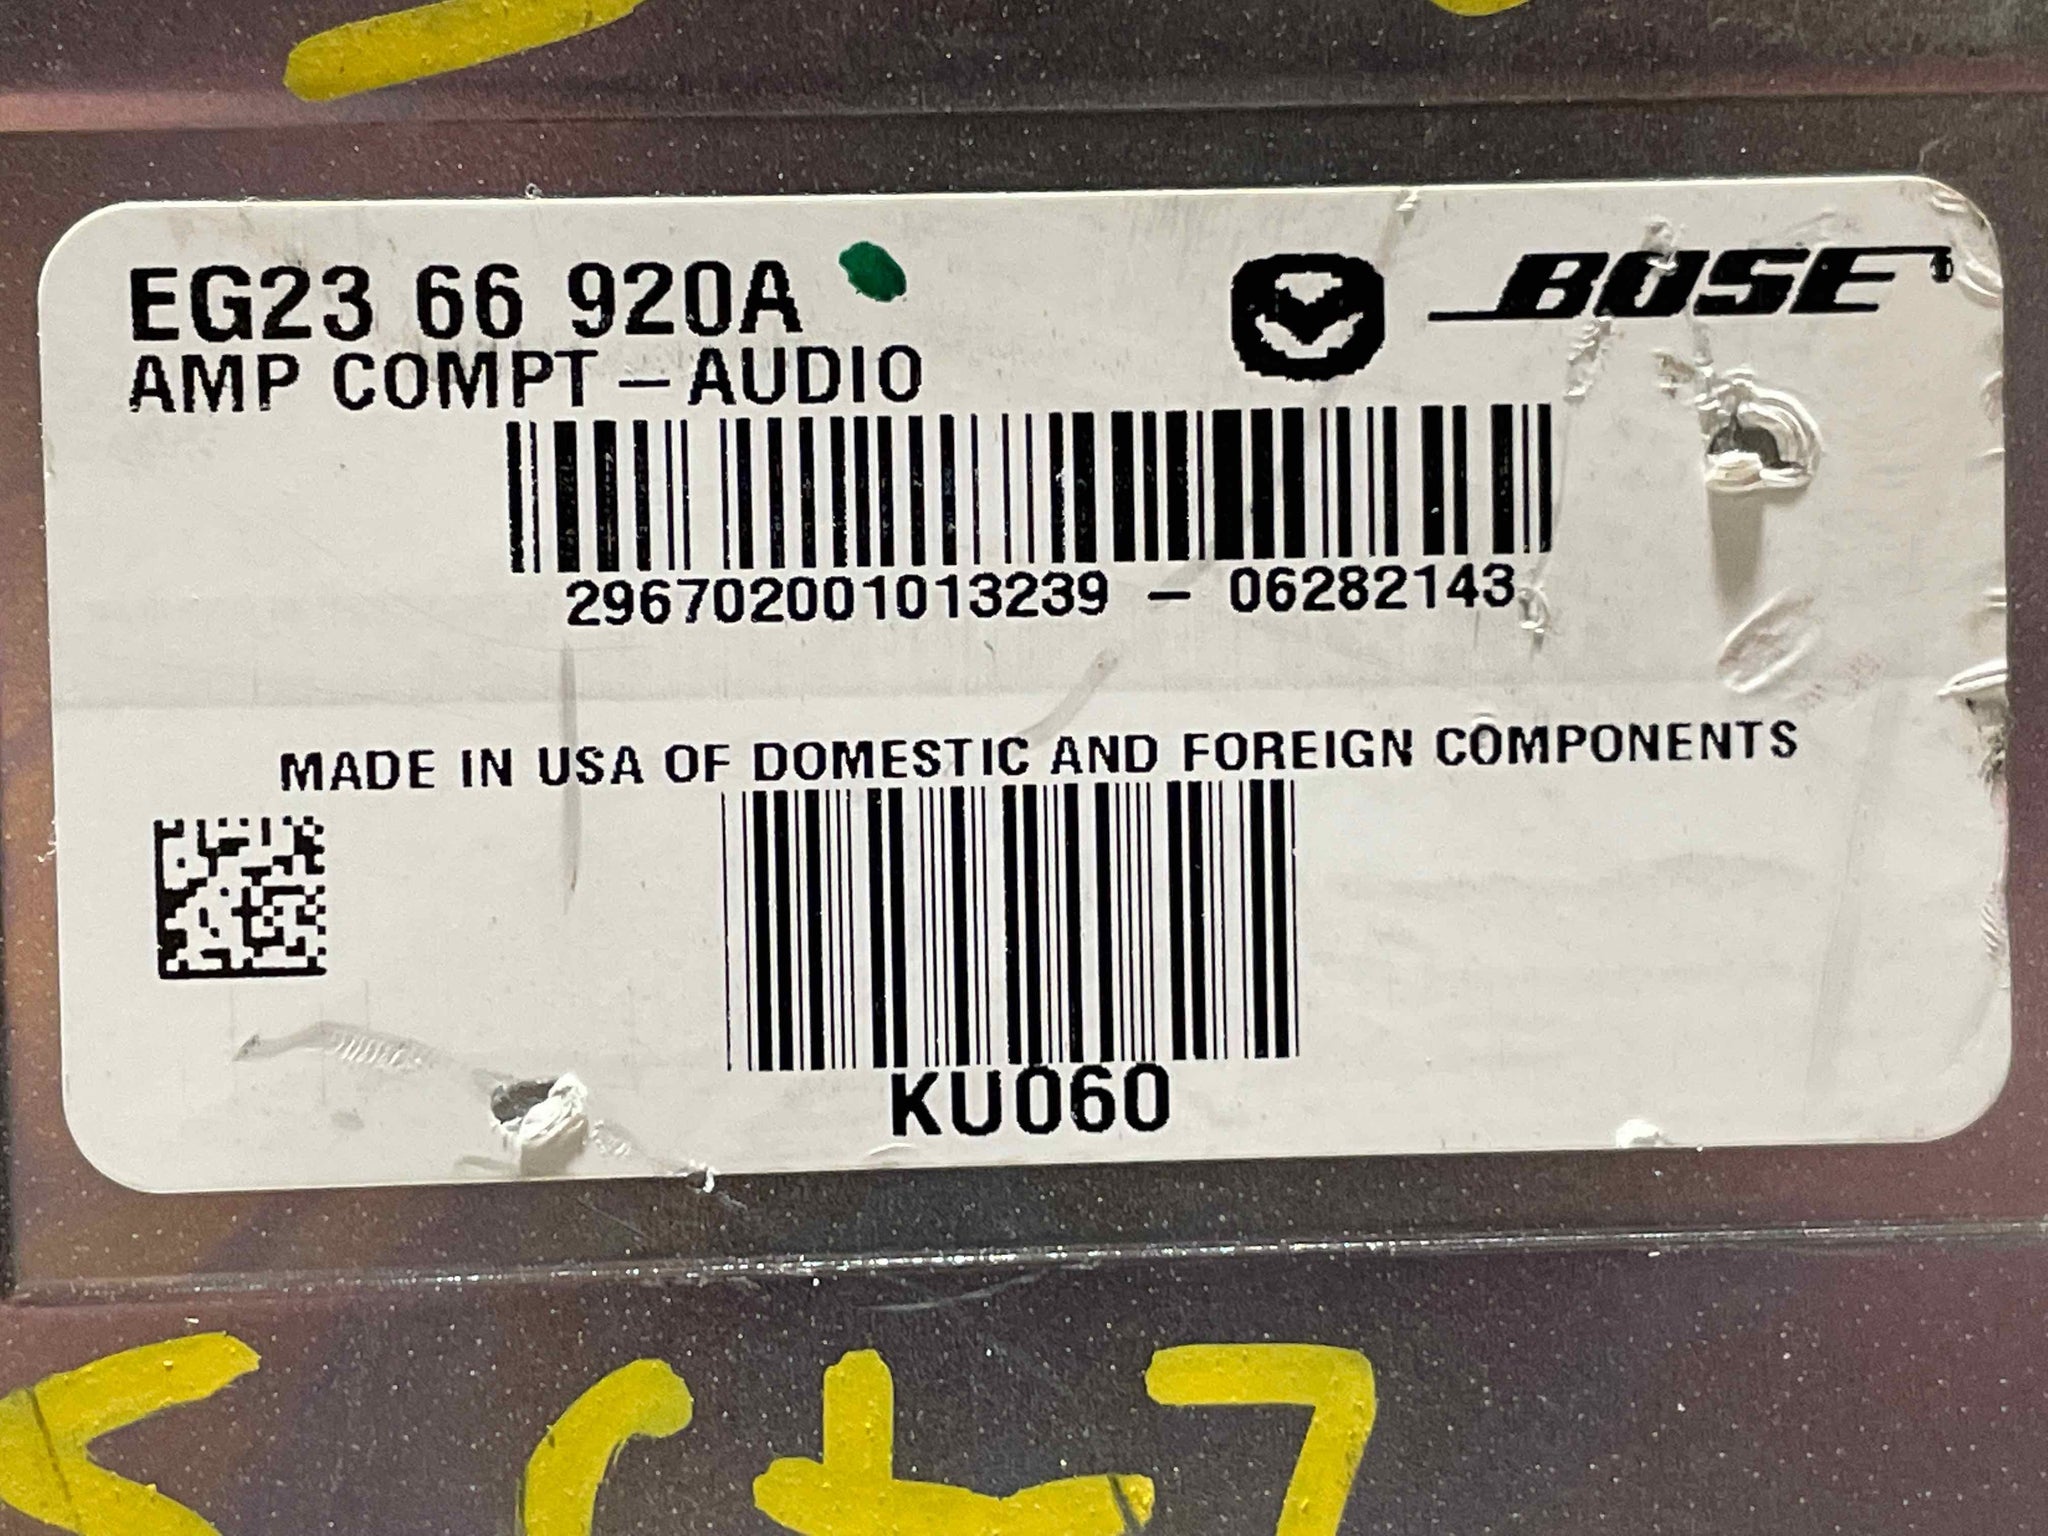 EG23 66 920A
BOSE
AMP COMPT - AUDIO
296702001013239 - 06282143
MADE IN USA OF DOMESTIC AND FOREIGN COMPONENTS
KU060